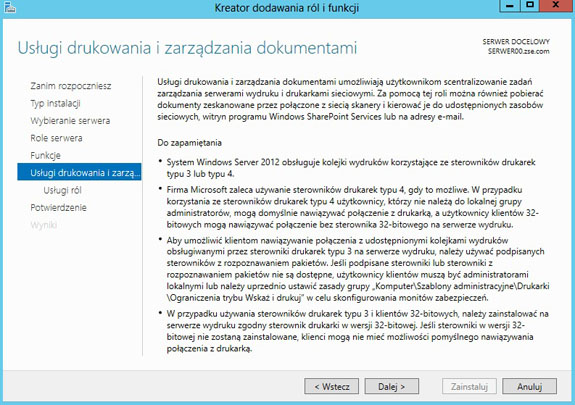 Kreator dodawania ról i funkcji
Usługi drukowania i zarządzania dokumentami
SERWER DOCELOWY
SERWER00.zse.com
Zanim rozpoczniesz
Typ instalacji
Wybieranie serwera
Role serwera
Funkcje
Usługi drukowania i zarzą...
Usługi ról
Potwierdzenie
Wyniki
Usługi drukowania i zarządzania dokumentami umożliwiają użytkownikom scentralizowanie zadań
zarządzania serwerami wydruku i drukarkami sieciowymi. Za pomocą tej roli można również pobierać
dokumenty zeskanowane przez połączone z siecią skanery i kierować je do udostępnionych zasobów
sieciowych, witryn programu Windows SharePoint Services lub na adresy e-mail.
Do zapamiętania
• System Windows Server 2012 obsługuje kolejki wydruków korzystające ze sterowników drukarek
typu 3 lub typu 4.
• Firma Microsoft zaleca używanie sterowników drukarek typu 4, gdy to możliwe. W przypadku
korzystania ze sterowników drukarek typu 4 użytkownicy, którzy nie należą do lokalnej grupy
administratorów, mogą domyślnie nawiązywać połączenie z drukarką, a użytkownicy klientów 32-
bitowych mogą nawiązywać połączenie bez sterownika 32-bitowego na serwerze wydruku.
• Aby umożliwić klientom nawiązywanie połączenia z udostępnionymi kolejkami wydruków
obsługiwanymi przez sterowniki drukarek typu 3 na serwerze wydruku, należy używać podpisanych
sterowników z rozpoznawaniem pakietów. Jeśli podpisane sterowniki lub sterowniki z
rozpoznawaniem pakietów nie są dostępne, użytkownicy klientów muszą być administratorami
lokalnymi lub należy uprzednio ustawić zasady grupy „Komputer\Szablony administracyjne\Drukarki
\Ograniczenia trybu Wskaż i drukuj” w celu skonfigurowania monitów zabezpieczeń.
• W przypadku używania sterowników drukarek typu 3 i klientów 32-bitowych, należy zainstalować na
serwerze wydruku zgodny sterownik drukarki w wersji 32-bitowej. Jeśli sterowniki w wersji 32-
bitowej nie zostaną zainstalowane, klienci mogą nie mieć możliwości pomyślnego nawiązywania
połączenia z drukarką.
< Wstecz
Dalej >
Zainstaluj
Anuluj